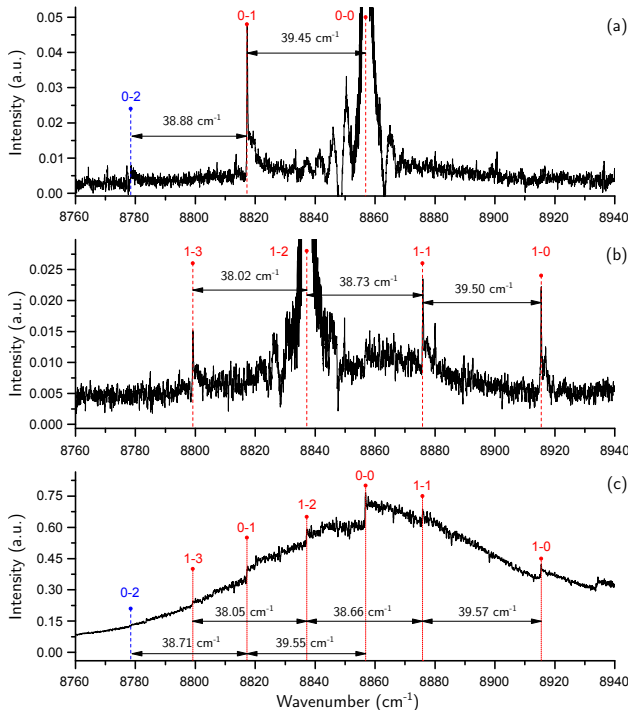 (a)
0-1
0-0
39.45 cm⁻¹
0-2
38.88 cm⁻¹
Intensity (a.u.)
0.05
0.04
0.03
0.02
0.01
0.00
8760 8780 8800 8820 8840 8860 8880 8900 8920 8940
(b)
1-3
1-2
1-1
1-0
38.02 cm⁻¹
38.73 cm⁻¹
39.50 cm⁻¹
Intensity (a.u.)
0.025
0.020
0.015
0.010
0.005
0.000
8760 8780 8800 8820 8840 8860 8880 8900 8920 8940
(c)
0-0
1-1
1-2
0-1
1-3
1-0
0-2
38.05 cm⁻¹
38.66 cm⁻¹
39.57 cm⁻¹
38.71 cm⁻¹
39.55 cm⁻¹
Intensity (a.u.)
0.75
0.60
0.45
0.30
0.15
0.00
8760 8780 8800 8820 8840 8860 8880 8900 8920 8940
Wavenumber (cm⁻¹)